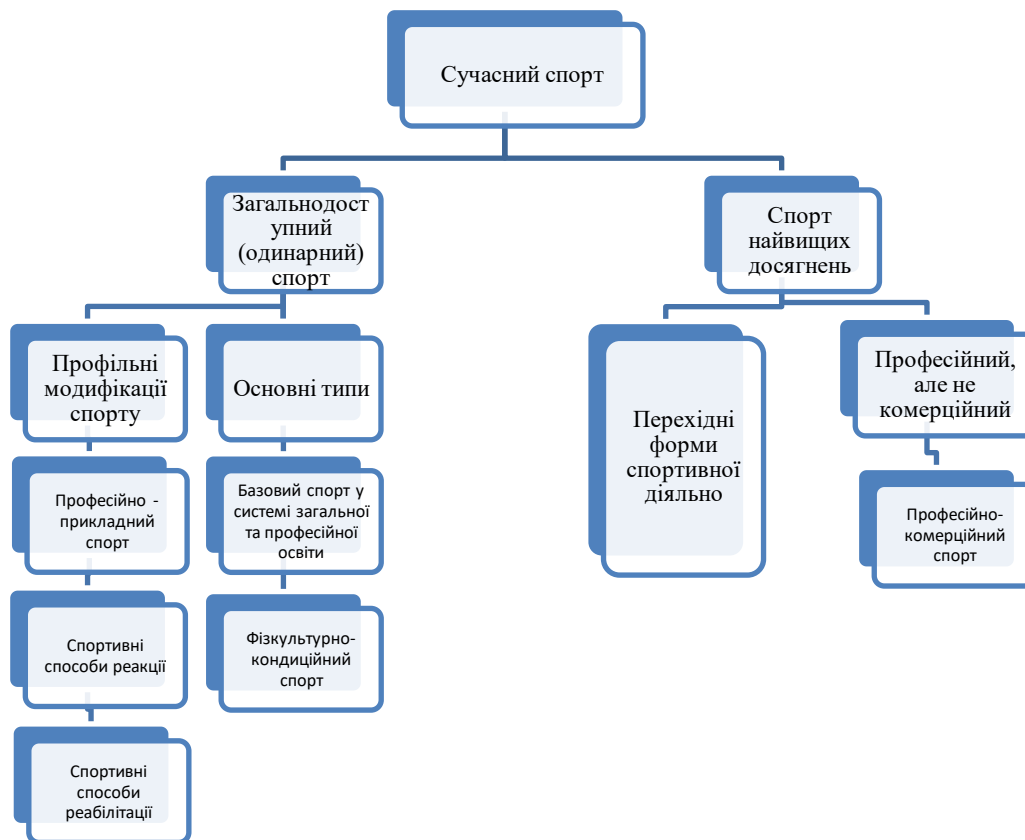 Сучасний спорт
Загальнодост
упний
(одинарний)
спорт
Спорт
найвищих
досягнень
Профільні
модифікації
спорту
Основні типи
Перехідні
форми
спортивної
діяльно
Професійний,
але не
комерційний
Професійно -
прикладний
спорт
Базовий спорт у
системі загальної
та професійної
освіти
Професійно-
комерційний
спорт
Спортивні
способи реакції
Фізкультурно-
кондиційний
спорт
Спортивні
способи
реабілітації